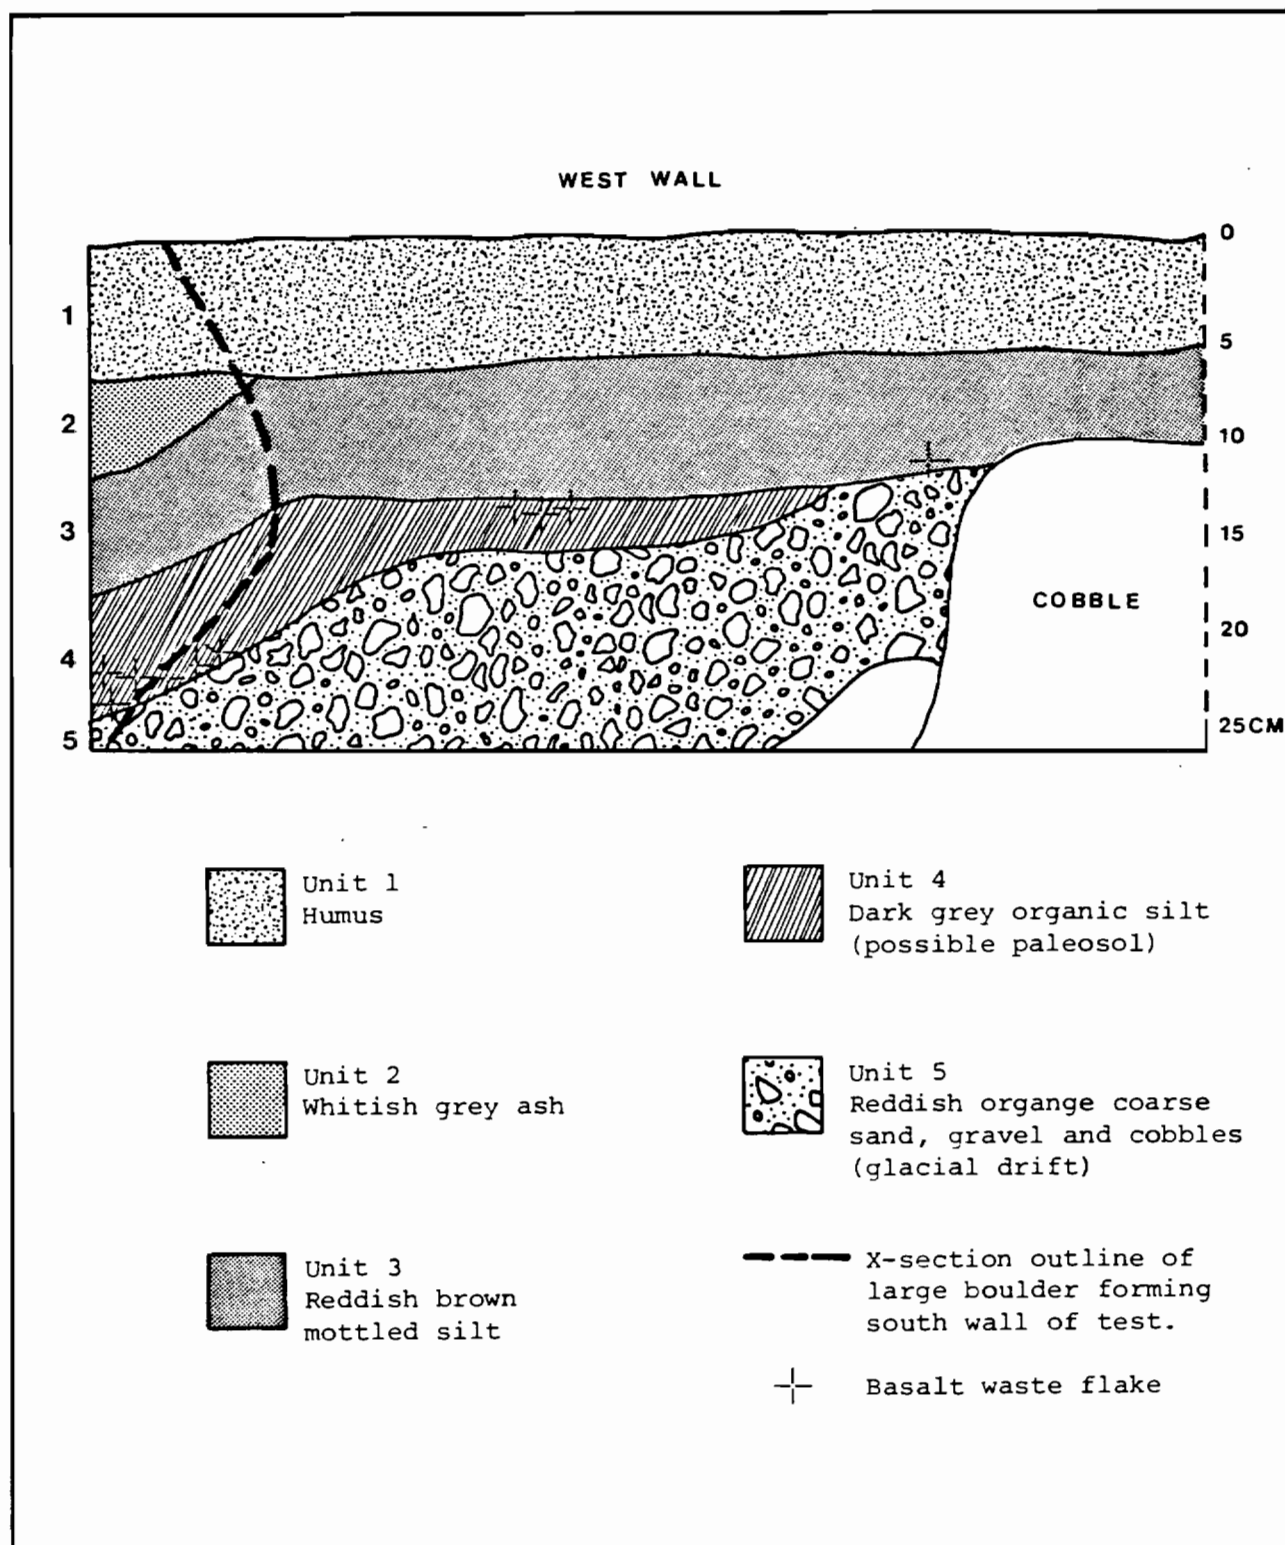 WEST WALL
0
1
5
2
10
3
15
COBBLE
20
4
25CM
5
Unit 1
Humus
Unit 2
Whitish grey ash
Unit 3
Reddish brown
mottled silt
Unit 4
Dark grey organic silt
(possible paleosol)
Unit 5
Reddish organge coarse
sand, gravel and cobbles
(glacial drift)
X-section outline of
large boulder forming
south wall of test.
Basalt waste flake